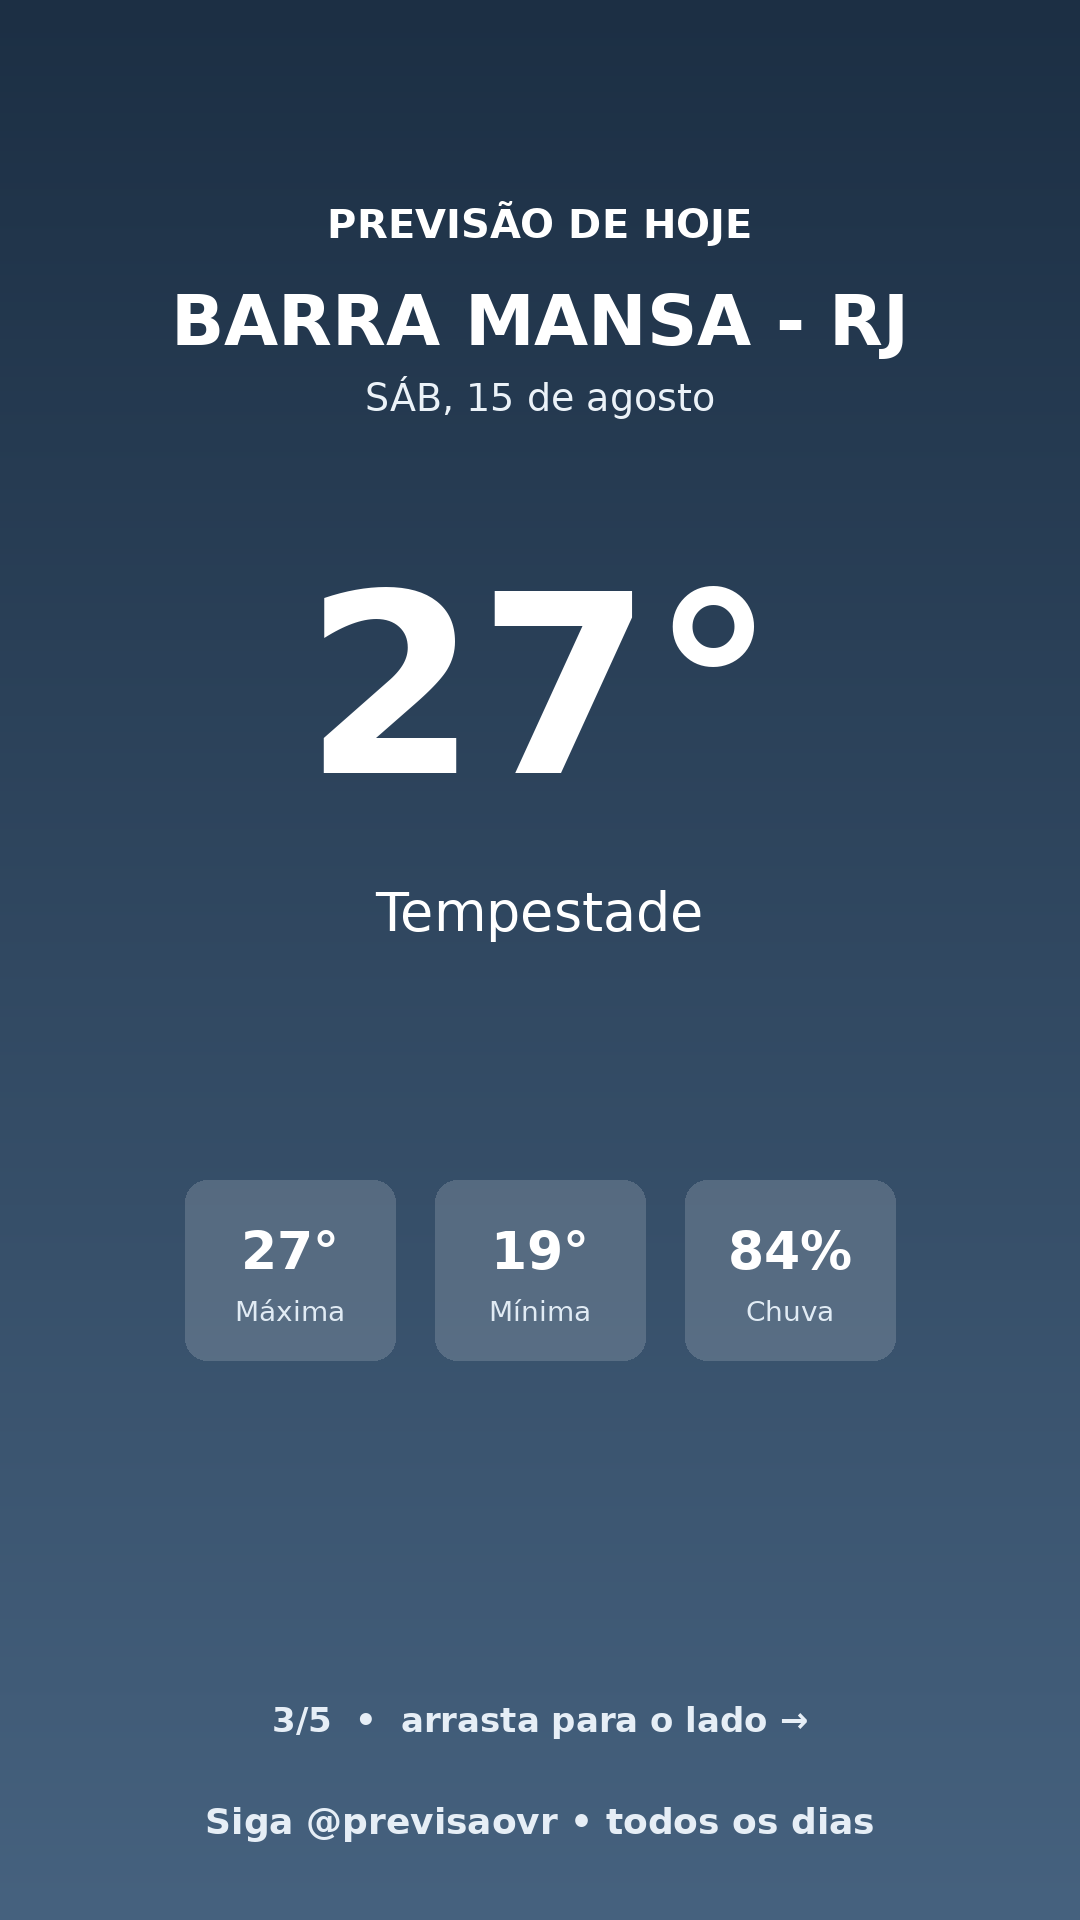 PREVISÃO DE HOJE
BARRA MANSA - RJ
SÁB, 15 de agosto
27°
Tempestade
27° 19° 84%
Máxima Mínima Chuva
3/5 • arrasta para o lado →
Siga @previsaovr • todos os dias